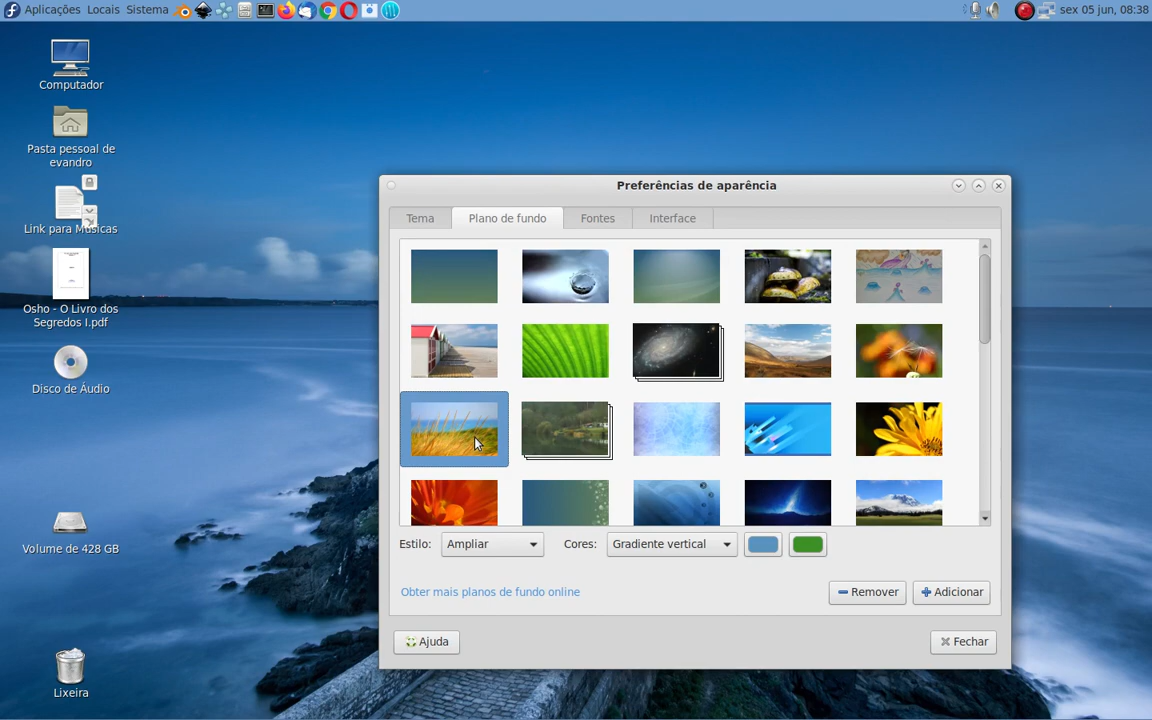 Aplicações Locais Sistema
sex 05 jun, 08:38
Computador
Pasta pessoal de
evandro
Link para Músicas
Osho - O Livro dos
Segredos I.pdf
Disco de Áudio
Volume de 428 GB
Lixeira
Preferências de aparência
Tema Plano de fundo Fontes Interface
Estilo: Ampliar Cores: Gradiente vertical
Obter mais planos de fundo online
Remover Adicionar
Ajuda Fechar